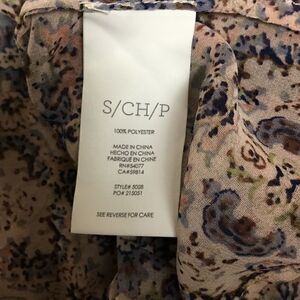 S/CH/P
100% POLYESTER
MADE IN CHINA
HECHO EN CHINA
FABRIQUE EN CHINE
RN#54077
CA#59814
STYLE# 5008
PO# 215051
SEE REVERSE FOR CARE